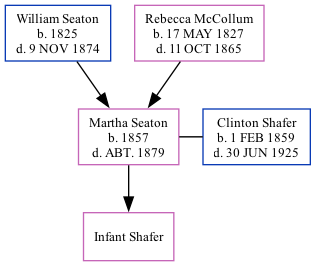 William Seaton
b. 1825
d. 9 NOV 1874
Rebecca McCollum
b. 17 MAY 1827
d. 11 OCT 1865
Martha Seaton
b. 1857
d. ABT. 1879
Clinton Shafer
b. 1 FEB 1859
d. 30 JUN 1925
Infant Shafer